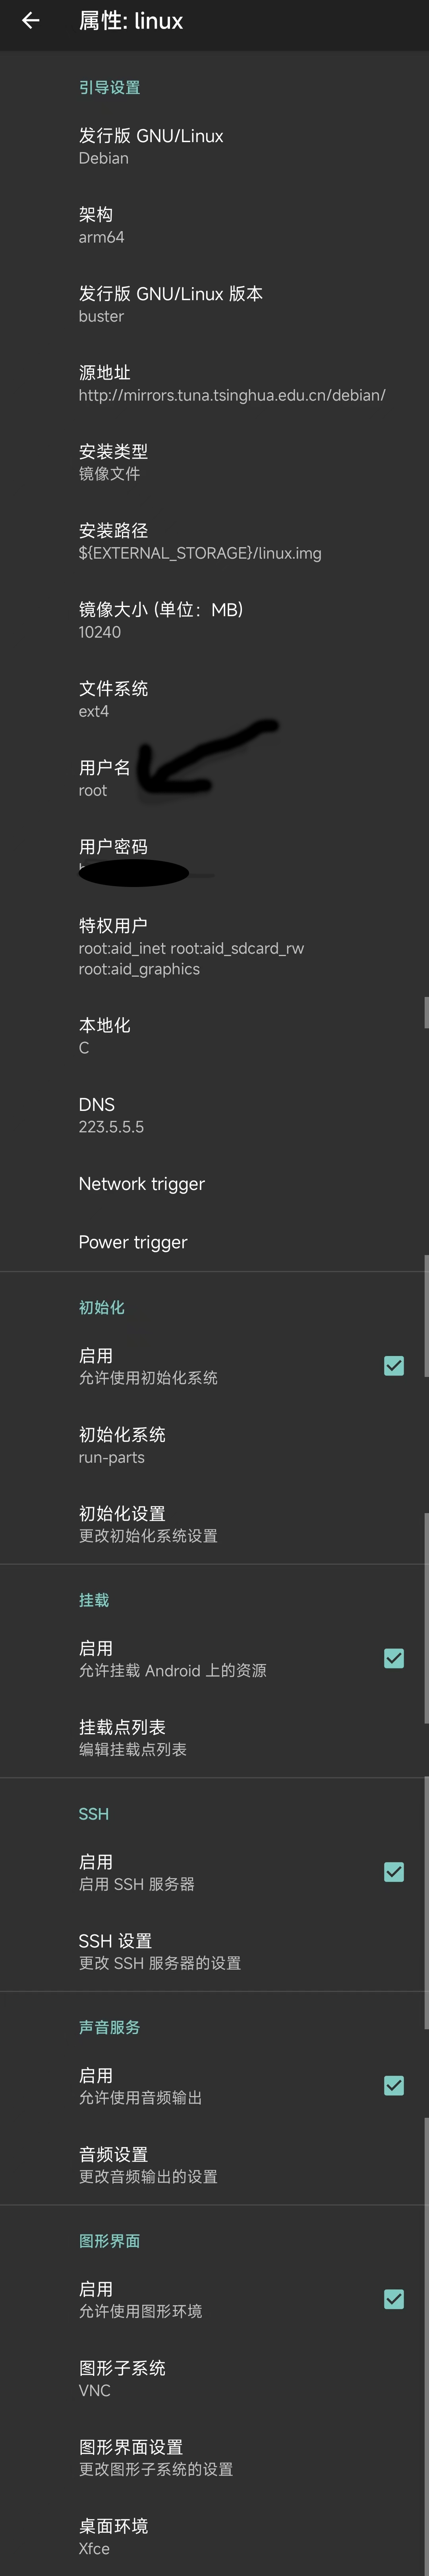 属性: linux
引导设置
发行版 GNU/Linux
Debian
架构
arm64
发行版 GNU/Linux 版本
buster
源地址
http://mirrors.tuna.tsinghua.edu.cn/debian/
安装类型
镜像文件
安装路径
${EXTERNAL_STORAGE}/linux.img
镜像大小 (单位：MB)
10240
文件系统
ext4
用户名
root
用户密码
特权用户
root:aid_inet root:aid_sdcard_rw
root:aid_graphics
本地化
C
DNS
223.5.5.5
Network trigger
Power trigger
初始化
启用
允许使用初始化系统
初始化系统
run-parts
初始化设置
更改初始化系统设置
挂载
启用
允许挂载 Android 上的资源
挂载点列表
编辑挂载点列表
SSH
启用
启用 SSH 服务器
SSH 设置
更改 SSH 服务器的设置
声音服务
启用
允许使用音频输出
音频设置
更改音频输出的设置
图形界面
启用
允许使用图形环境
图形子系统
VNC
图形界面设置
更改图形子系统的设置
桌面环境
Xfce